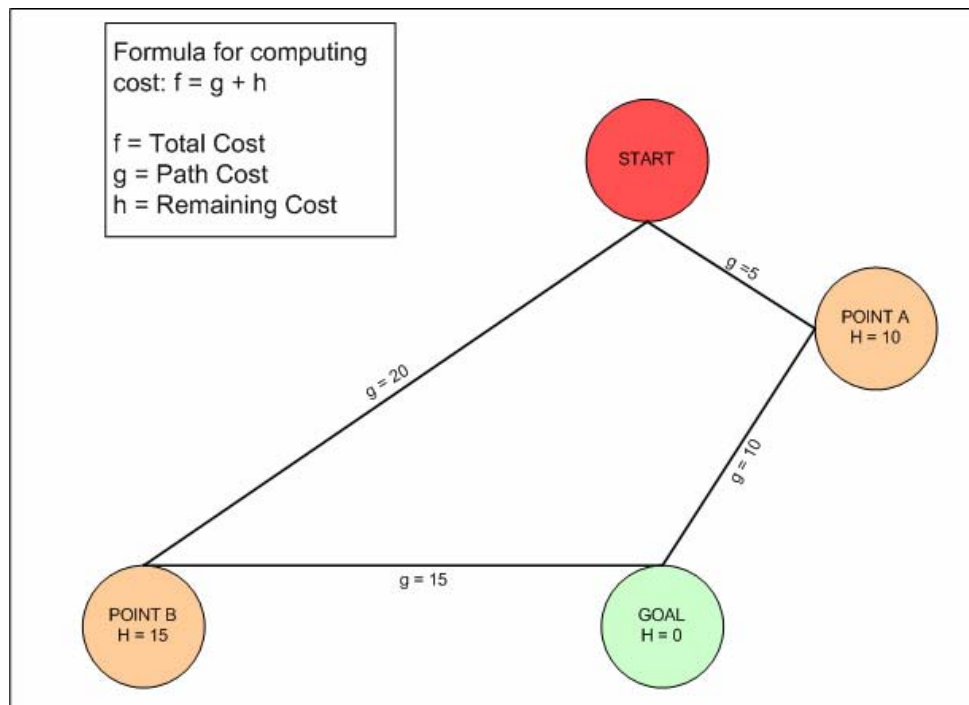 Formula for computing
cost: f = g + h
f = Total Cost
g = Path Cost
h = Remaining Cost
START
g =5
POINT A
H = 10
g = 20
g = 10
g = 15
POINT B
H = 15
GOAL
H = 0